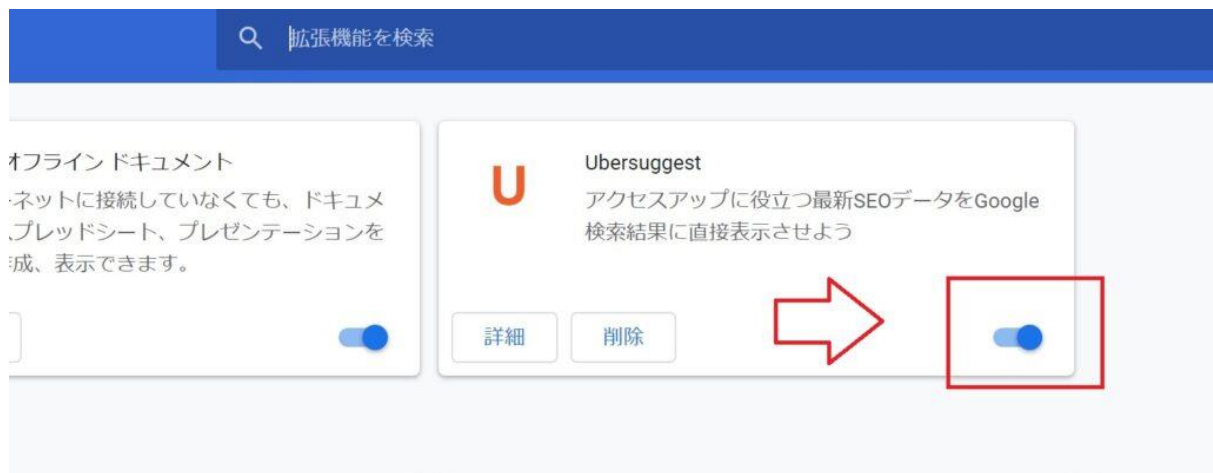 拡張機能を検索
オフライン ドキュメント
ネットに接続していなくても、ドキュメ
プレッドシート、プレゼンテーションを
成、表示できます。
U
Ubersuggest
アクセスアップに役立つ最新SEOデータをGoogle
検索結果に直接表示させよう
詳細
削除